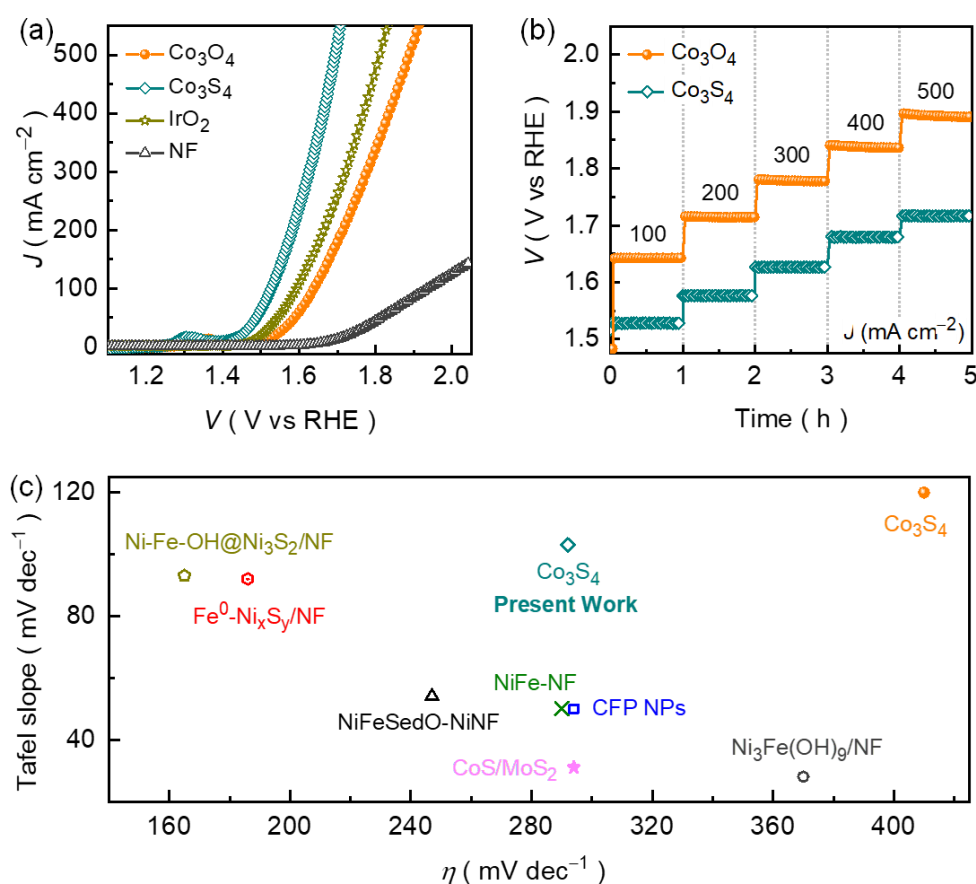 (a)
500
400
300
200
100
0
J ( mA cm⁻²)
Co₃O₄
Co₃S₄
IrO₂
NF
1.2
1.4
1.6
1.8
2.0
V ( V vs RHE )
(b)
2.0
1.9
1.8
1.7
1.6
1.5
V ( V vs RHE)
Co₃O₄
Co₃S₄
100
200
300
400
500
J (mA cm⁻²)
0
1
2
3
4
5
Time ( h )
(c)
120
80
40
Tafel slope ( mV dec⁻¹)
Co₃S₄
Ni-Fe-OH@Ni₃S₂/NF
Fe⁰-NiₓSᵧ/NF
Co₃S₄
Present Work
NiFe-NF
CFP NPs
NiFeSedO-NiNF
CoS/MoS₂
Ni₃Fe(OH)₉/NF
160
200
240
280
320
360
400
η ( mV dec⁻¹)